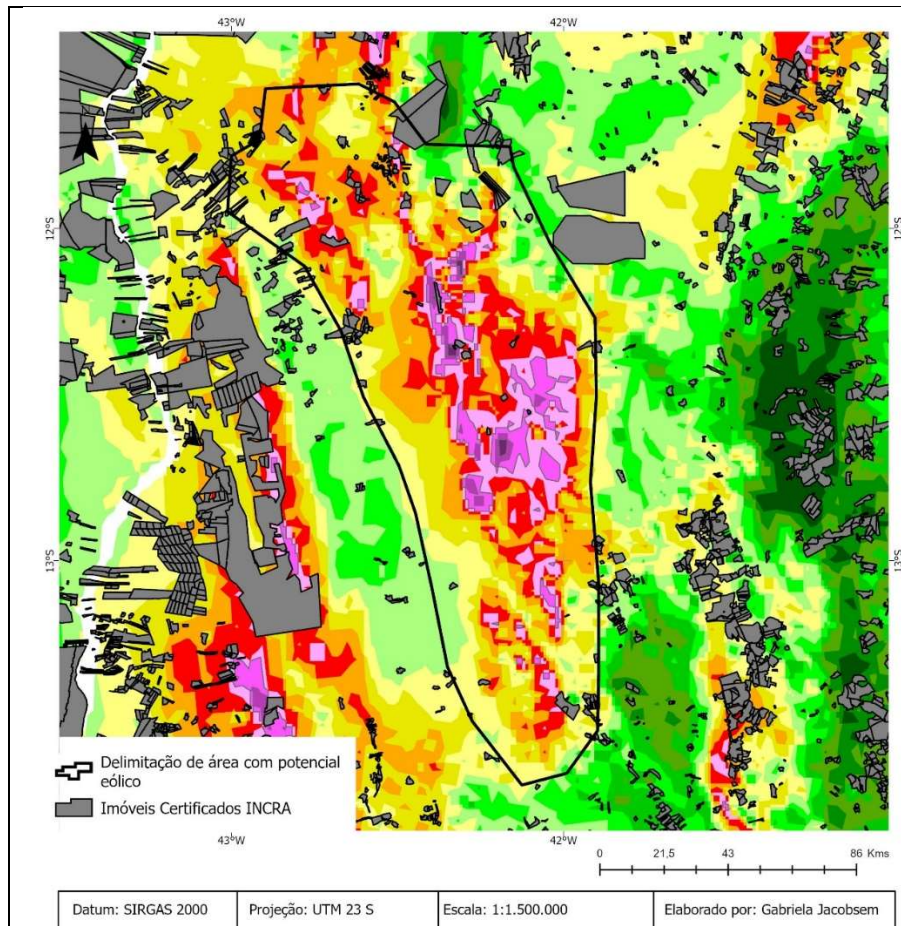 43°W
42°W
12°S
12°S
13°S
13°S
Delimitação de área com potencial
eólico
Imóveis Certificados INCRA
43°W
42°W
0 21,5 43 86 Kms
Datum: SIRGAS 2000
Projeção: UTM 23 S
Escala: 1:1.500.000
Elaborado por: Gabriela Jacobsem